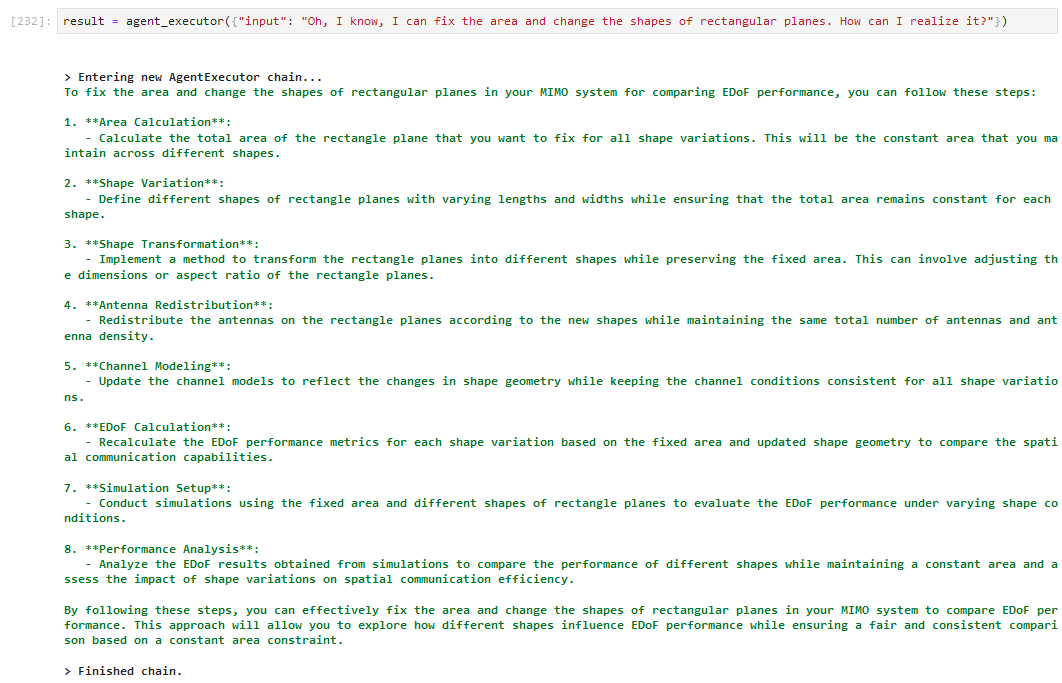 [232]: result = agent_executor({"input": "Oh, I know, I can fix the area and change the shapes of rectangular planes. How can I realize it?"})
> Entering new AgentExecutor chain...
To fix the area and change the shapes of rectangular planes in your MIMO system for comparing EDoF performance, you can follow these steps:
1. **Area Calculation**:
- Calculate the total area of the rectangle plane that you want to fix for all shape variations. This will be the constant area that you ma
intain across different shapes.
2. **Shape Variation**:
- Define different shapes of rectangle planes with varying lengths and widths while ensuring that the total area remains constant for each
shape.
3. **Shape Transformation**:
- Implement a method to transform the rectangle planes into different shapes while preserving the fixed area. This can involve adjusting th
e dimensions or aspect ratio of the rectangle planes.
4. **Antenna Redistribution**:
- Redistribute the antennas on the rectangle planes according to the new shapes while maintaining the same total number of antennas and ant
enna density.
5. **Channel Modeling**:
- Update the channel models to reflect the changes in shape geometry while keeping the channel conditions consistent for all shape variatio
ns.
6. **EDoF Calculation**:
- Recalculate the EDoF performance metrics for each shape variation based on the fixed area and updated shape geometry to compare the spati
al communication capabilities.
7. **Simulation Setup**:
- Conduct simulations using the fixed area and different shapes of rectangle planes to evaluate the EDoF performance under varying shape co
nditions.
8. **Performance Analysis**:
- Analyze the EDoF results obtained from simulations to compare the performance of different shapes while maintaining a constant area and a
ssess the impact of shape variations on spatial communication efficiency.
By following these steps, you can effectively fix the area and change the shapes of rectangular planes in your MIMO system to compare EDoF per
formance. This approach will allow you to explore how different shapes influence EDoF performance while ensuring a fair and consistent compari
son based on a constant area constraint.
> Finished chain.